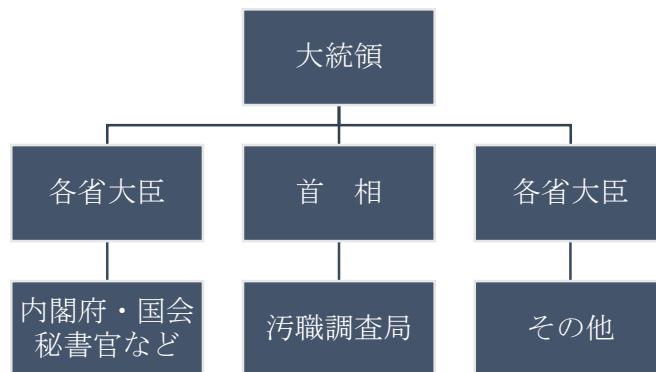 大統領
各省大臣
首　相
各省大臣
内閣府・国会
秘書官など
汚職調査局
その他